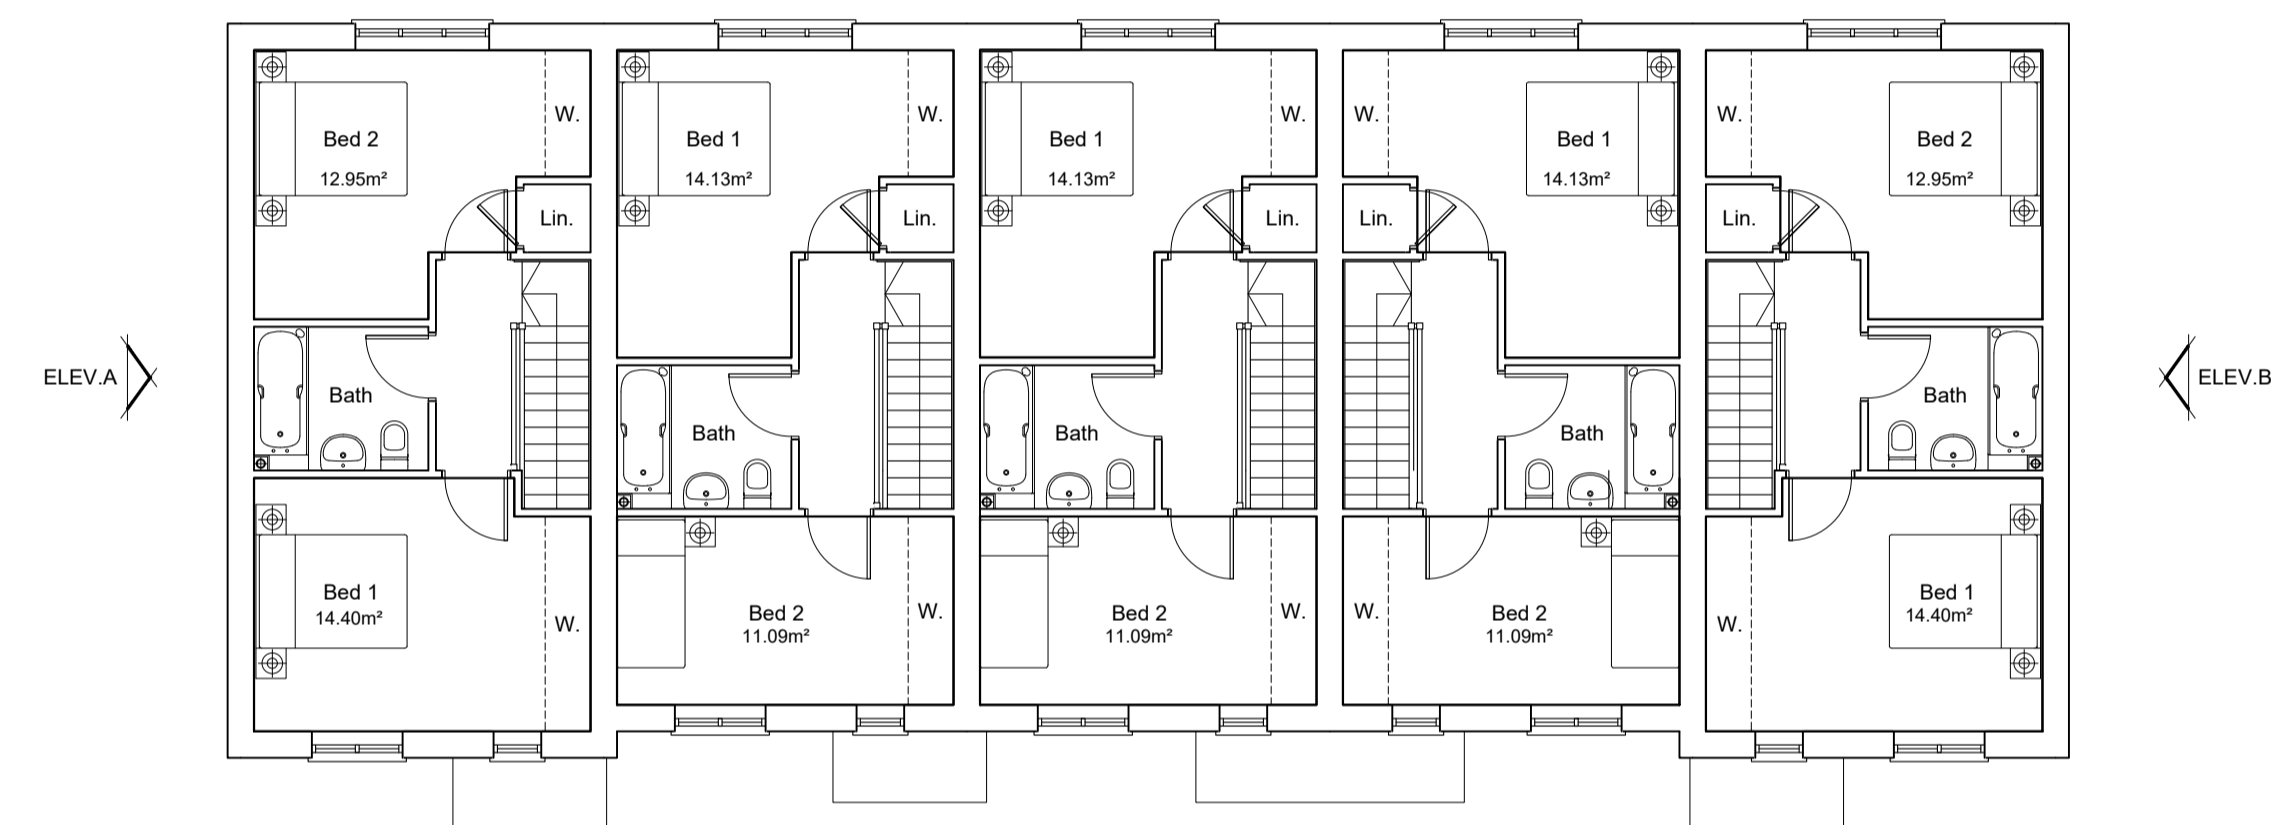 W.
W.
W.
W.
W.
Bed 2
Bed 1
Bed 1
Bed 1
Bed 2
12.95m²
14.13m²
14.13m²
14.13m²
12.95m²
Lin.
Lin.
Lin.
Lin.
Lin.
ELEV.A
ELEV.B
Bath
Bath
Bath
Bath
Bath
Bed 1
14.40m²
W.
Bed 2
11.09m²
W.
Bed 2
11.09m²
W.
W.
Bed 2
11.09m²
W.
Bed 1
14.40m²